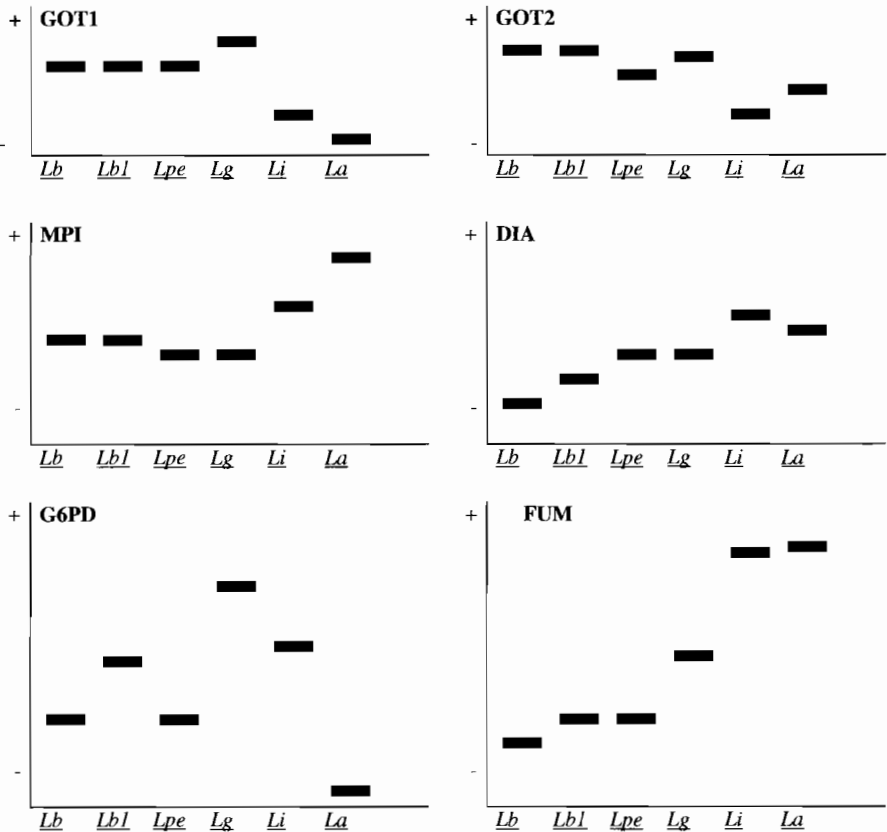 + GOT1
-
Lb Lb1 Lpe Lg Li La
+ GOT2
-
Lb Lb1 Lpe Lg Li La
+ MPI
-
Lb Lb1 Lpe Lg Li La
+ DIA
-
Lb Lb1 Lpe Lg Li La
+ G6PD
-
Lb Lb1 Lpe Lg Li La
+ FUM
-
Lb Lb1 Lpe Lg Li La